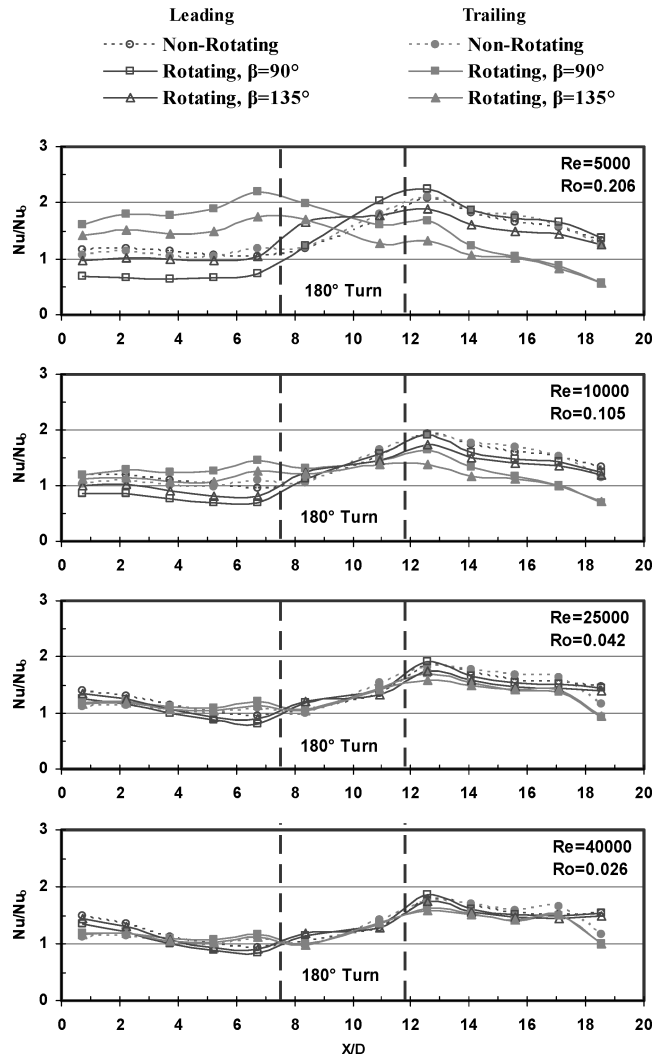 Leading Trailing
Non-Rotating Non-Rotating
Rotating, β=90° Rotating, β=90°
Rotating, β=135° Rotating, β=135°
3
2
1
0
Nu/Nu₀
Re=5000
Ro=0.206
180° Turn
0 2 4 6 8 10 12 14 16 18 20
3
2
1
0
Nu/Nu₀
Re=10000
Ro=0.105
180° Turn
0 2 4 6 8 10 12 14 16 18 20
3
2
1
0
Nu/Nu₀
Re=25000
Ro=0.042
180° Turn
0 2 4 6 8 10 12 14 16 18 20
3
2
1
0
Nu/Nu₀
Re=40000
Ro=0.026
180° Turn
0 2 4 6 8 10 12 14 16 18 20
X/D